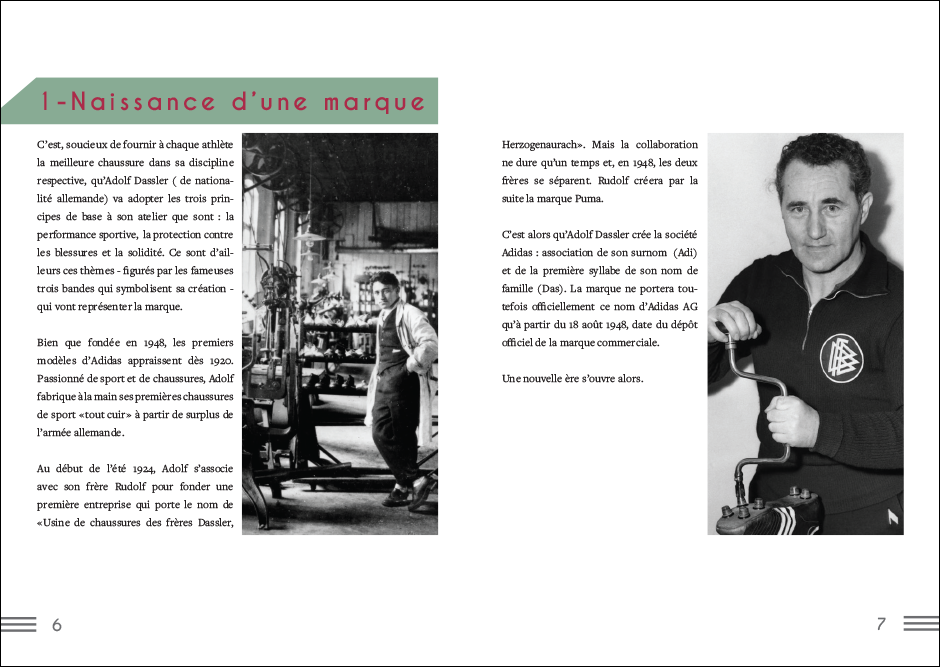 1-Naissance d'une marque
C'est, soucieux de fournir à chaque athlète
la meilleure chaussure dans sa discipline
respective, qu'Adolf Dassler ( de nationa-
lité allemande) va adopter les trois prin-
cipes de base à son atelier que sont : la
performance sportive, la protection contre
les blessures et la solidité. Ce sont d'ail-
leurs ces thèmes - figurés par les fameuses
trois bandes qui symbolisent sa création -
qui vont représenter la marque.
Bien que fondée en 1948, les premiers
modèles d'Adidas appraissent dès 1920.
Passionné de sport et de chaussures, Adolf
fabrique à la main ses premières chaussures
de sport «tout cuir» à partir de surplus de
l'armée allemande.
Au début de l'été 1924, Adolf s'associe
avec son frère Rudolf pour fonder une
première entreprise qui porte le nom de
«Usine de chaussures des frères Dassler,
Herzogenaurach». Mais la collaboration
ne dure qu'un temps et, en 1948, les deux
frères se séparent. Rudolf créera par la
suite la marque Puma.
C'est alors qu'Adolf Dassler crée la société
Adidas : association de son surnom (Adi)
et de la première syllabe de son nom de
famille (Das). La marque ne portera tou-
tefois officiellement ce nom d'Adidas AG
qu'à partir du 18 août 1948, date du dépôt
officiel de la marque commerciale.
Une nouvelle ère s'ouvre alors.
6
7